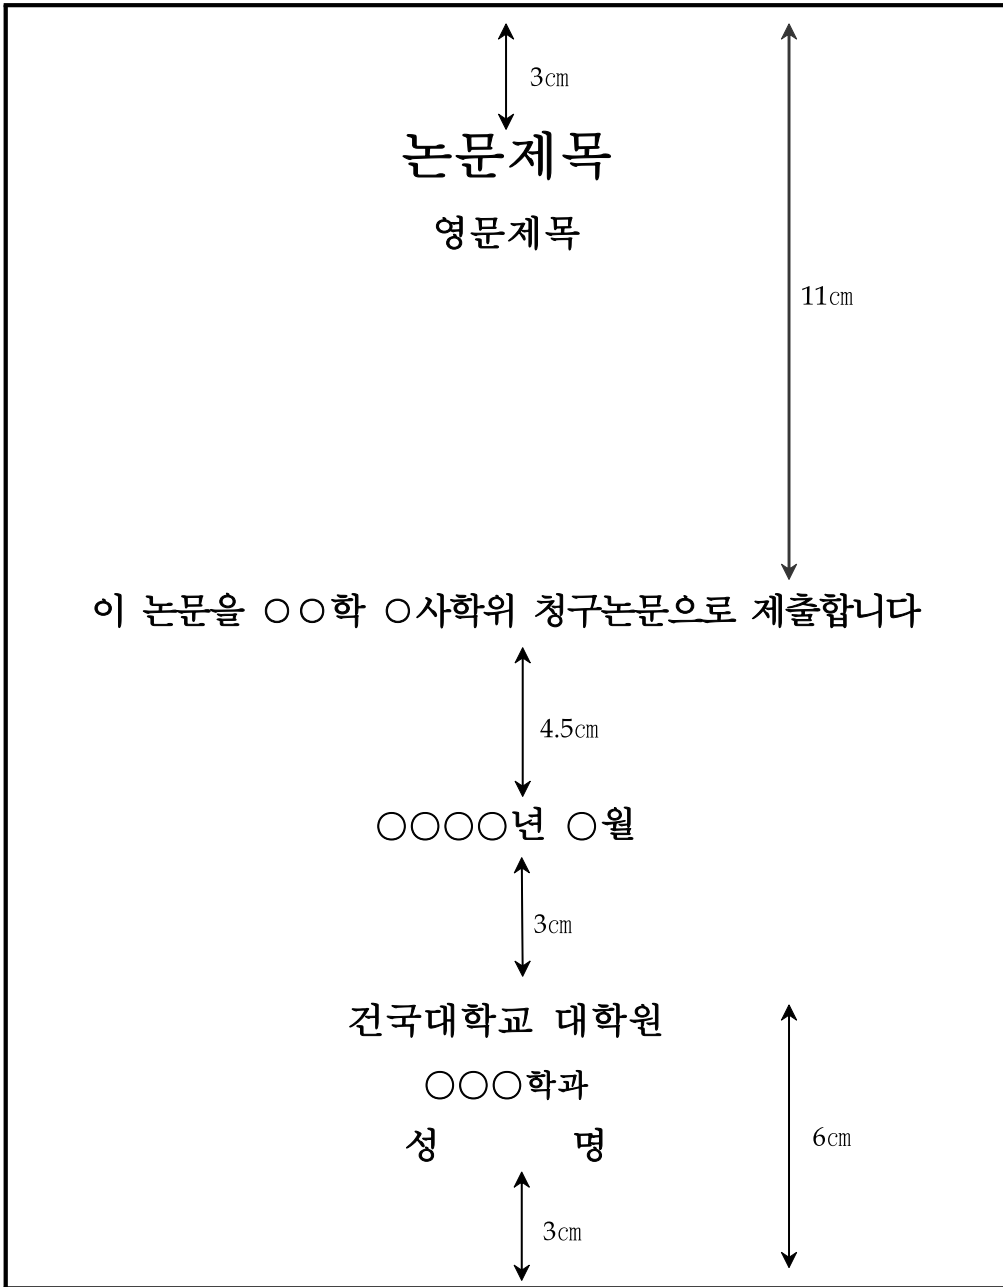 3㎝
논문제목
영문제목
11㎝
이 논문을 ○○학 ○사학위 청구논문으로 제출합니다
4.5㎝
○○○○년 ○월
3㎝
건국대학교 대학원
○○○학과
성 명
6㎝
3㎝